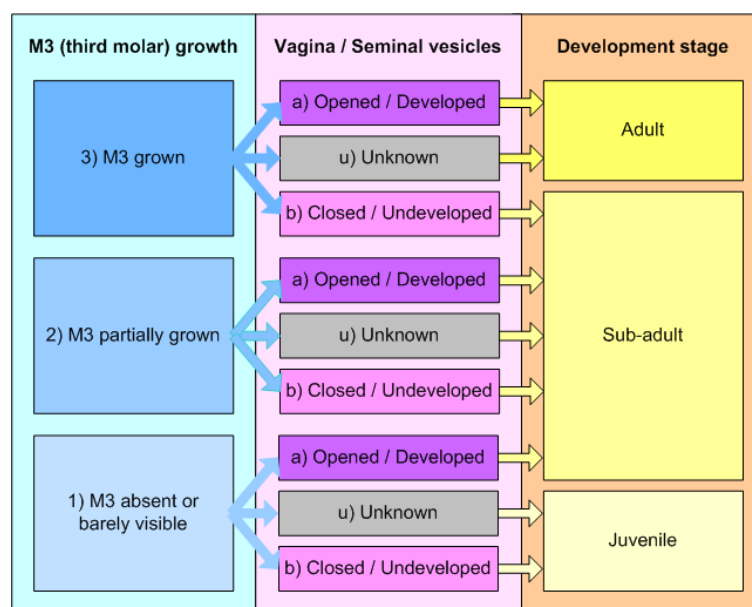 M3 (third molar) growth
Vagina / Seminal vesicles
Development stage
3) M3 grown
a) Opened / Developed
u) Unknown
b) Closed / Undeveloped
Adult
2) M3 partially grown
a) Opened / Developed
u) Unknown
b) Closed / Undeveloped
Sub-adult
1) M3 absent or
barely visible
a) Opened / Developed
u) Unknown
b) Closed / Undeveloped
Juvenile